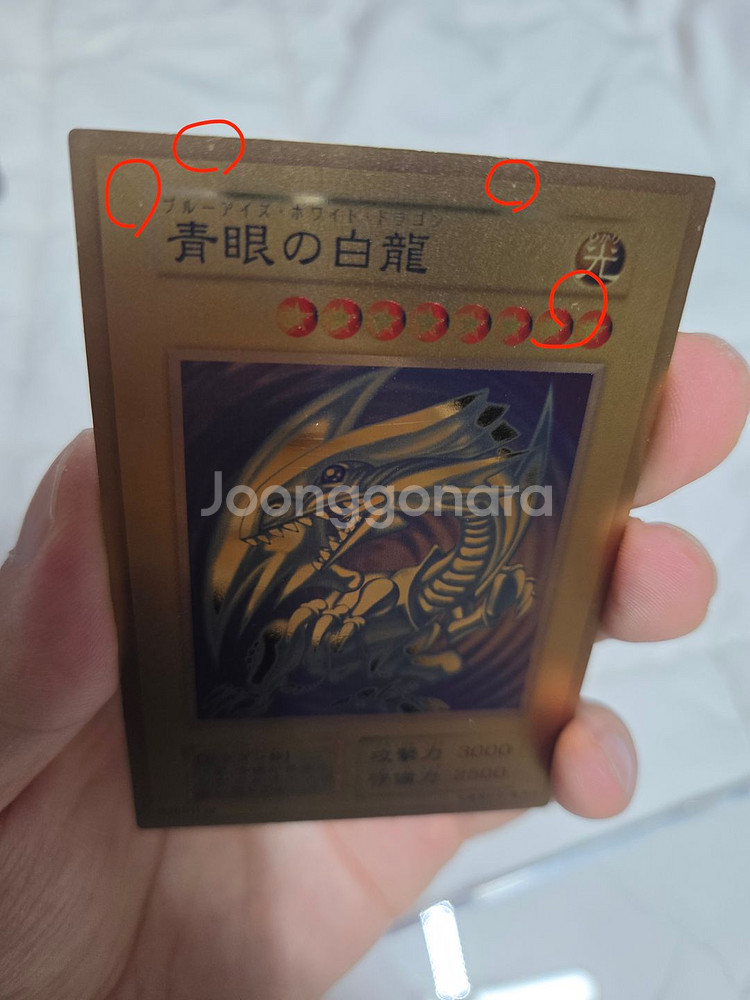 ブルーアイズ・ホワイト・ドラゴン
青眼の白龍
光
Joonggonara
攻撃力 3000
守備力 2500